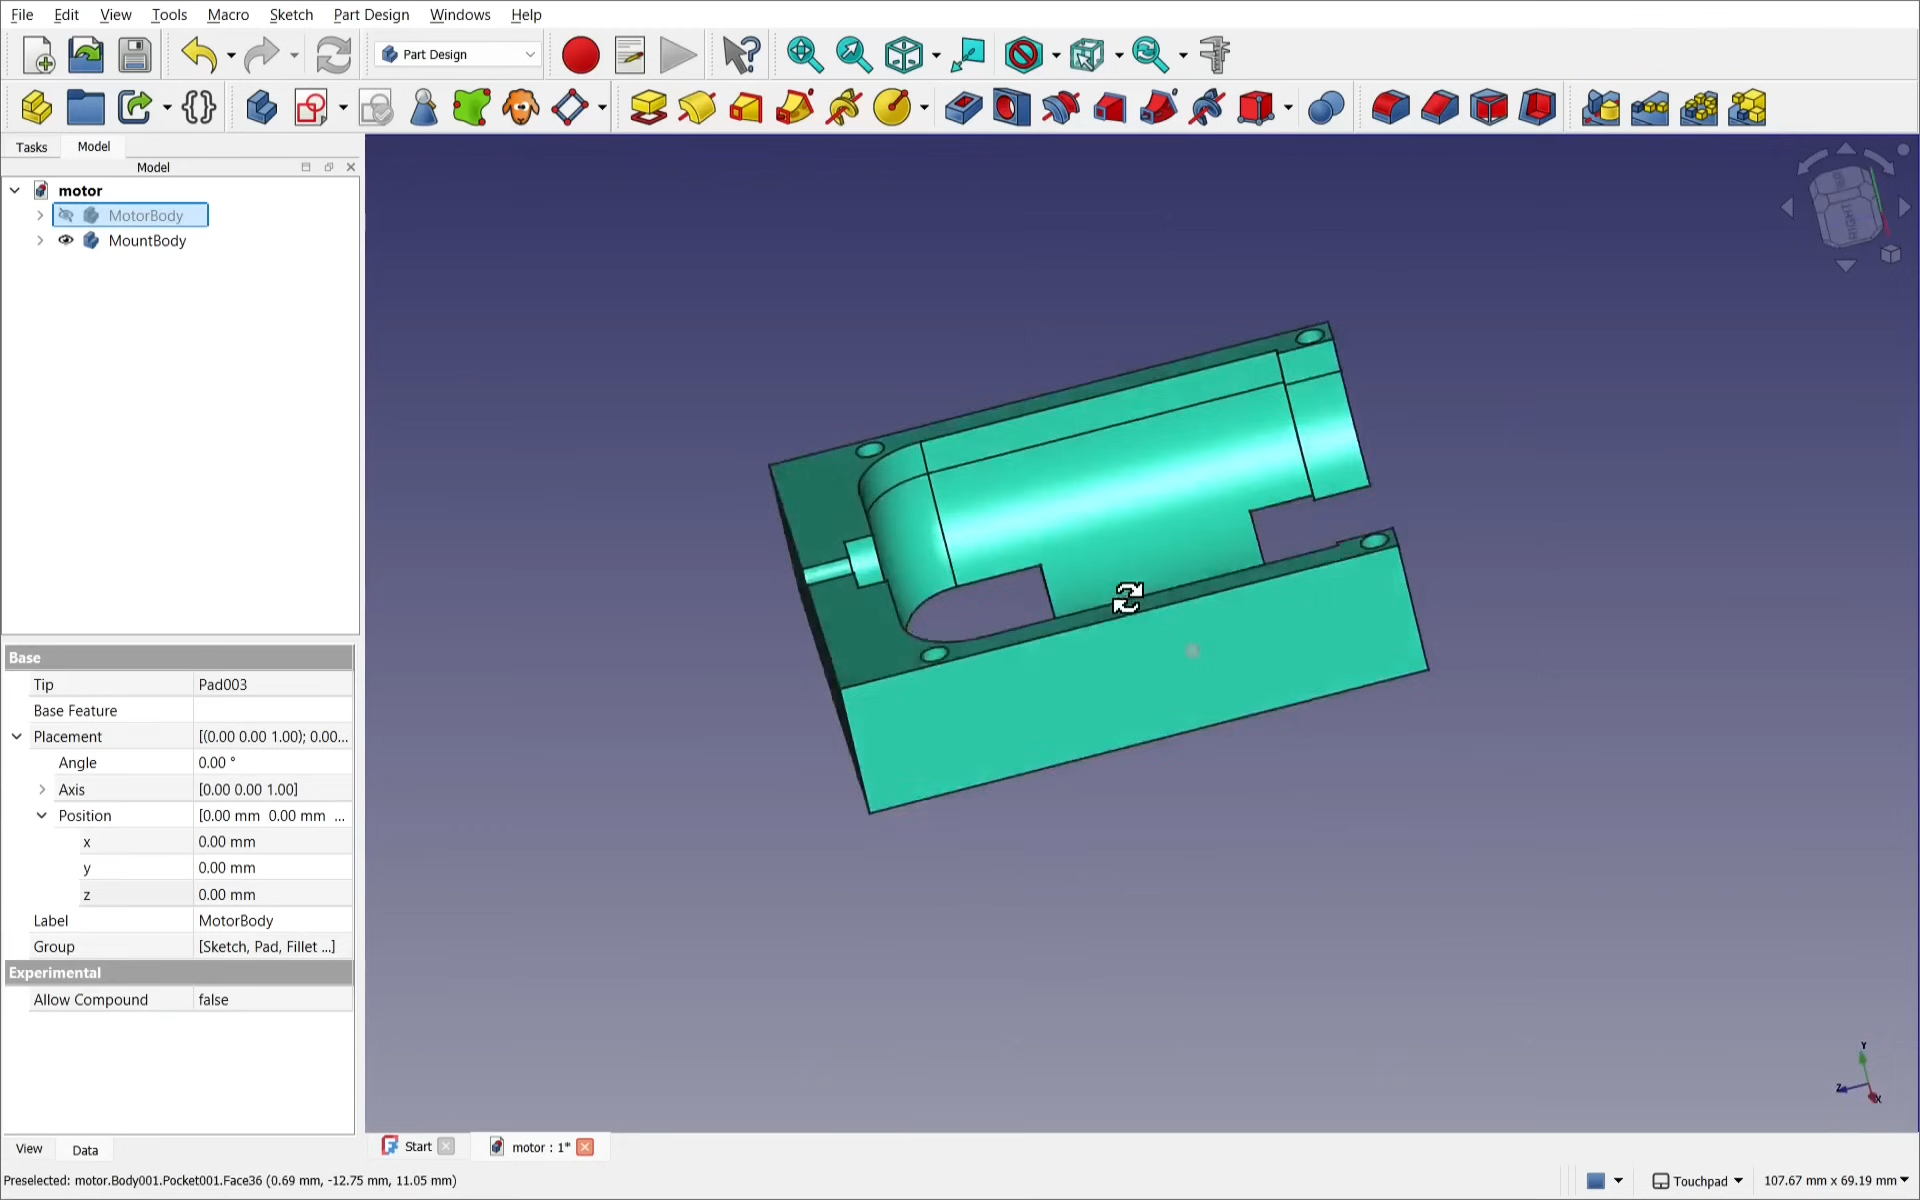 File Edit View Tools Macro Sketch Part Design Windows Help
Part Design
Tasks Model
Model
motor
MotorBody
MountBody
Base
Tip Pad003
Base Feature
Placement [(0.00 0.00 1.00); 0.00...
Angle 0.00 °
Axis [0.00 0.00 1.00]
Position [0.00 mm 0.00 mm ...
x 0.00 mm
y 0.00 mm
z 0.00 mm
Label MotorBody
Group [Sketch, Pad, Fillet ...]
Experimental
Allow Compound false
RIGHT
Y
Z
X
View Data
Start motor : 1*
Preselected: motor.Body001.Pocket001.Face36 (0.69 mm, -12.75 mm, 11.05 mm)
Touchpad 107.67 mm x 69.19 mm